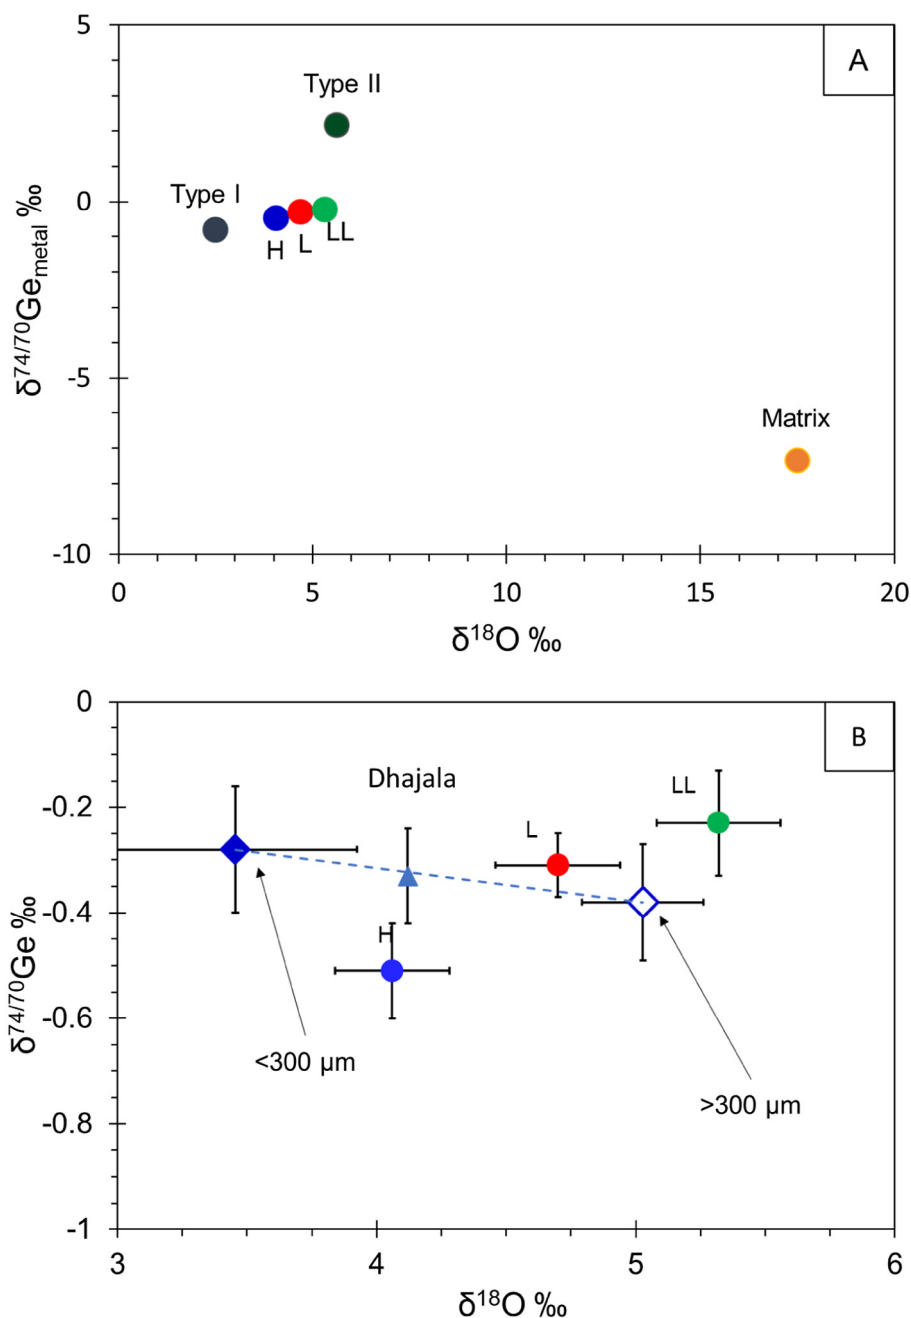 5
A
Type II
δ74/70Gemetal ‰
Type I
0
H
L
LL
-5
Matrix
-10
0
5
10
15
20
δ18O ‰
0
B
Dhajala
LL
-0.2
L
δ74/70Ge ‰
-0.4
H
-0.6
<300 µm
>300 µm
-0.8
-1
3
4
5
6
δ18O ‰